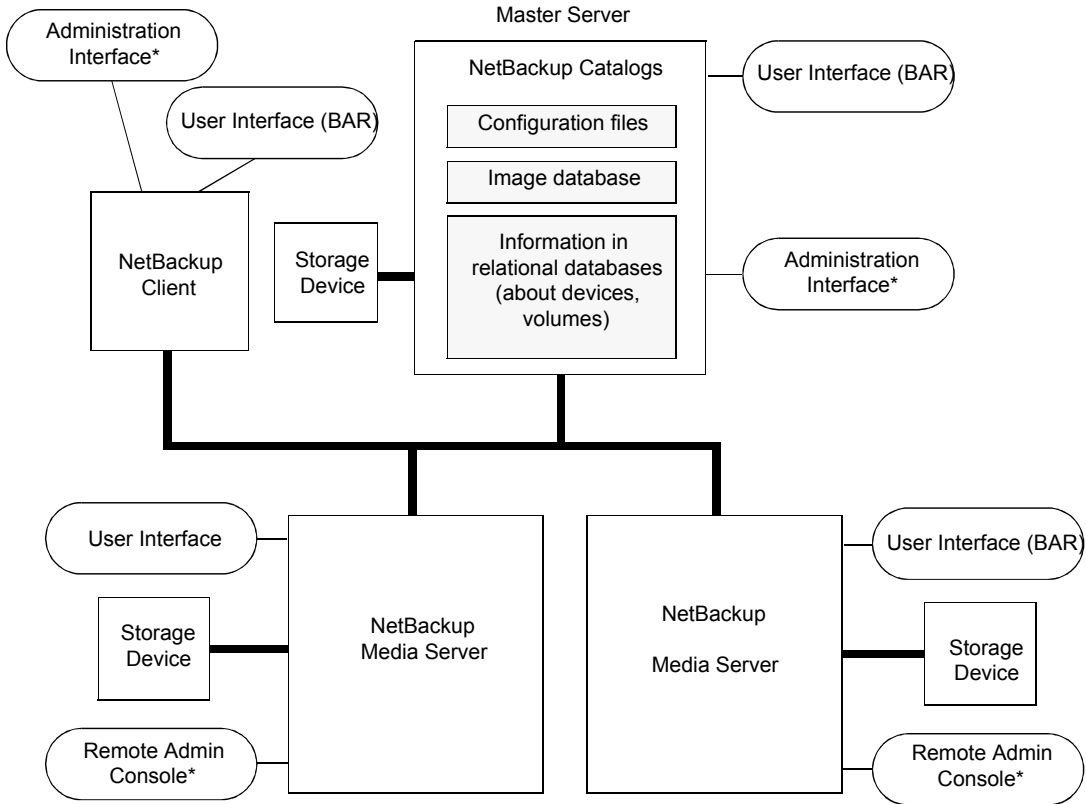 Master Server
Administration
Interface*
User Interface (BAR)
NetBackup
Client
Storage
Device
NetBackup Catalogs
Configuration files
Image database
Information in
relational databases
(about devices,
volumes)
User Interface (BAR)
Administration
Interface*
User Interface
Storage
Device
Remote Admin
Console*
NetBackup
Media Server
NetBackup
Media Server
User Interface (BAR)
Storage
Device
Remote Admin
Console*